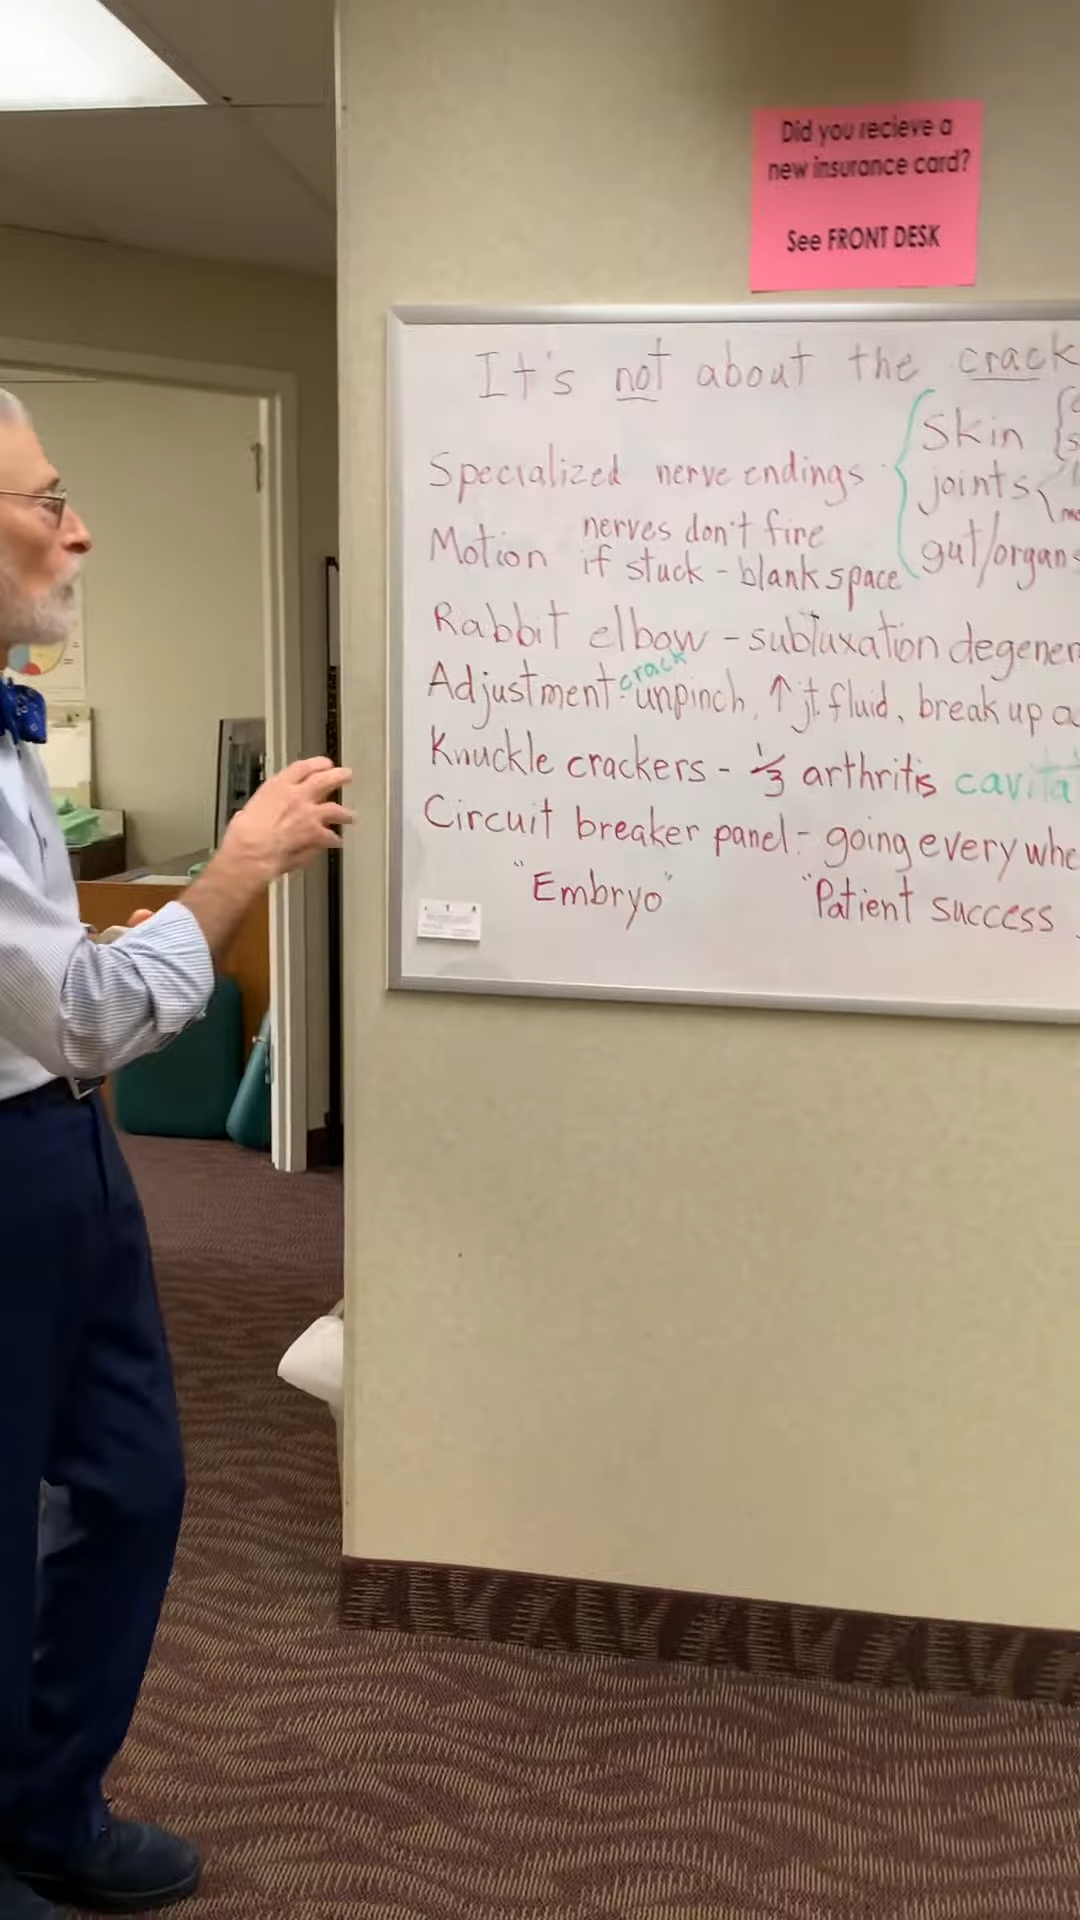 Did you recieve a
new insurance card?
See FRONT DESK
It's not about the crack
Specialized nerve endings
Skin
joints
gut/organs
Motion nerves don't fire
if stuck - blank space
Rabbit elbow - subluxation degener
Adjustment - crack unpinch, ↑ jt. fluid, break up a
Knuckle crackers - 1/3 arthritis cavita
Circuit breaker panel - going every whe
"Embryo" "Patient success